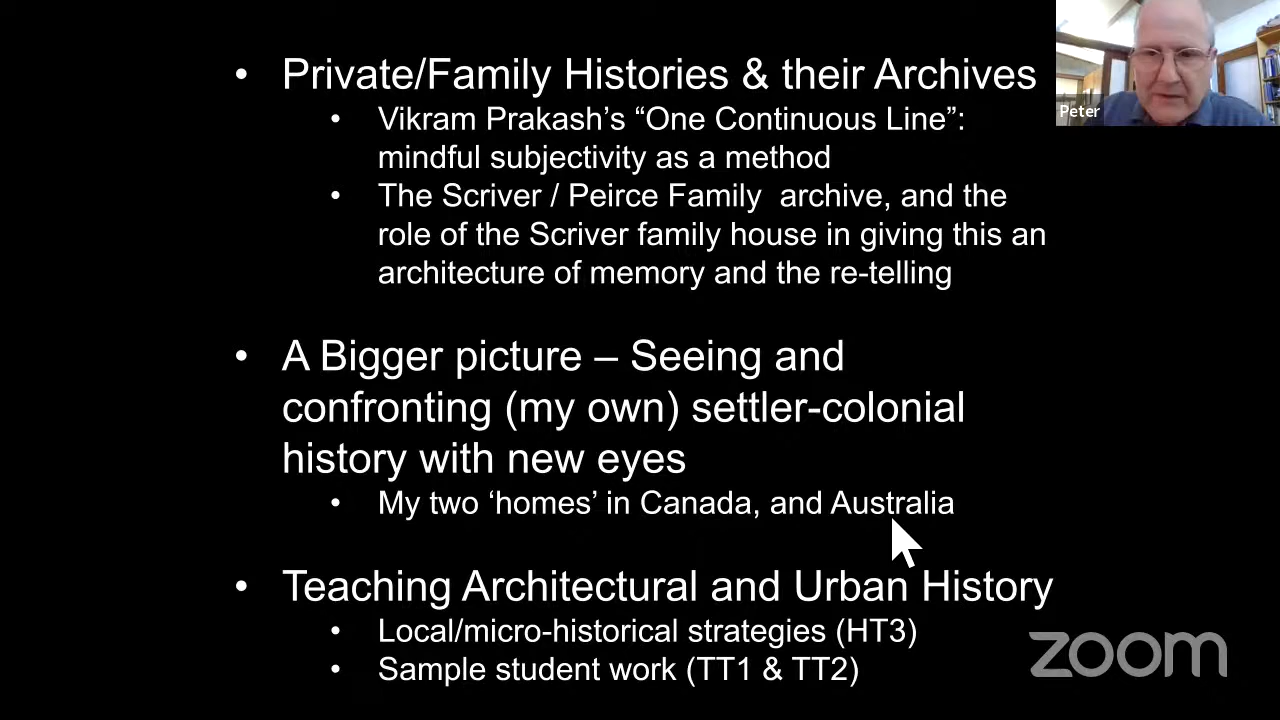 • Private/Family Histories & their Archives
• Vikram Prakash’s “One Continuous Line”:
mindful subjectivity as a method
• The Scriver / Peirce Family archive, and the
role of the Scriver family house in giving this an
architecture of memory and the re-telling
• A Bigger picture – Seeing and
confronting (my own) settler-colonial
history with new eyes
• My two ‘homes’ in Canada, and Australia
• Teaching Architectural and Urban History
• Local/micro-historical strategies (HT3)
• Sample student work (TT1 & TT2)
Peter
zoom